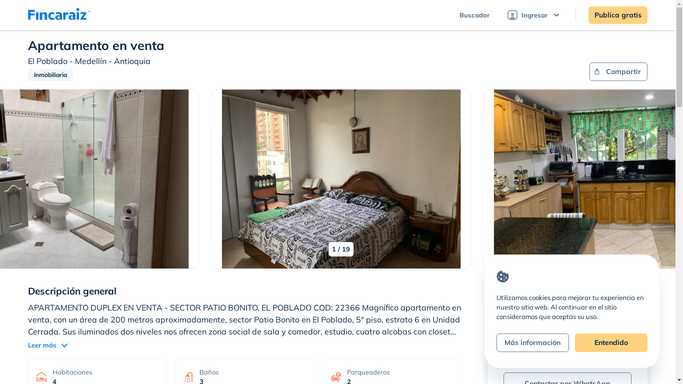 Fincaraiz
Buscador
Ingresar
Publica gratis
Apartamento en venta
El Poblado - Medellín - Antioquia
Inmobiliaria
Compartir
1 / 19
Descripción general
APARTAMENTO DUPLEX EN VENTA - SECTOR PATIO BONITO, EL POBLADO COD: 22366 Magnífico apartamento en
venta, con un área de 200 metros aproximadamente, sector Patio Bonito en El Poblado, 5° piso, estrato 6 en Unidad
Cerrada. Sus iluminados dos niveles nos ofrecen zona social de sala y comedor, estudio, cuatro alcobas con closet...
Leer más
Habitaciones
4
Baños
3
Parqueaderos
2
Utilizamos cookies para mejorar tu experiencia en
nuestro sitio web. Al continuar en el sitio
consideramos que aceptas su uso.
Más información
Entendido
Contactar por WhatsApp